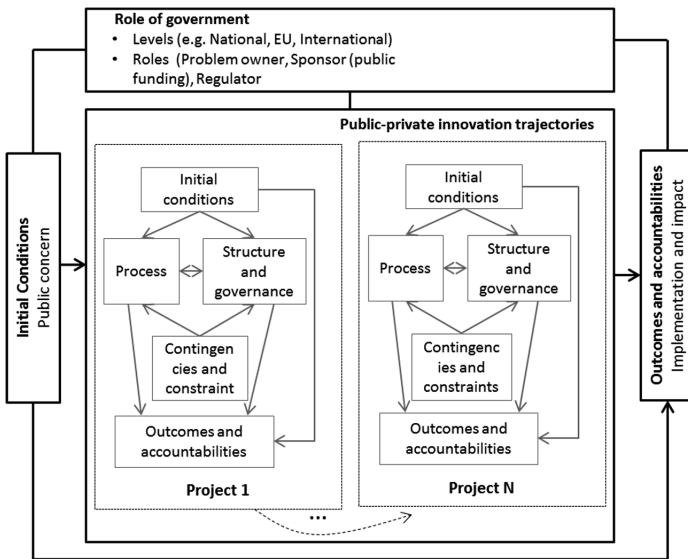 Role of government
• Levels (e.g. National, EU, International)
• Roles (Problem owner, Sponsor (public
funding), Regulator
Public-private innovation trajectories
Initial Conditions
Public concern
Initial
conditions
Process
Structure
and
governance
Contingen
cies and
constraint
Outcomes and
accountabilities
Project 1
...
Initial
conditions
Process
Structure
and
governance
Contingenc
ies and
constraints
Outcomes and
accountabilities
Project N
Outcomes and accountabilities
Implementation and impact